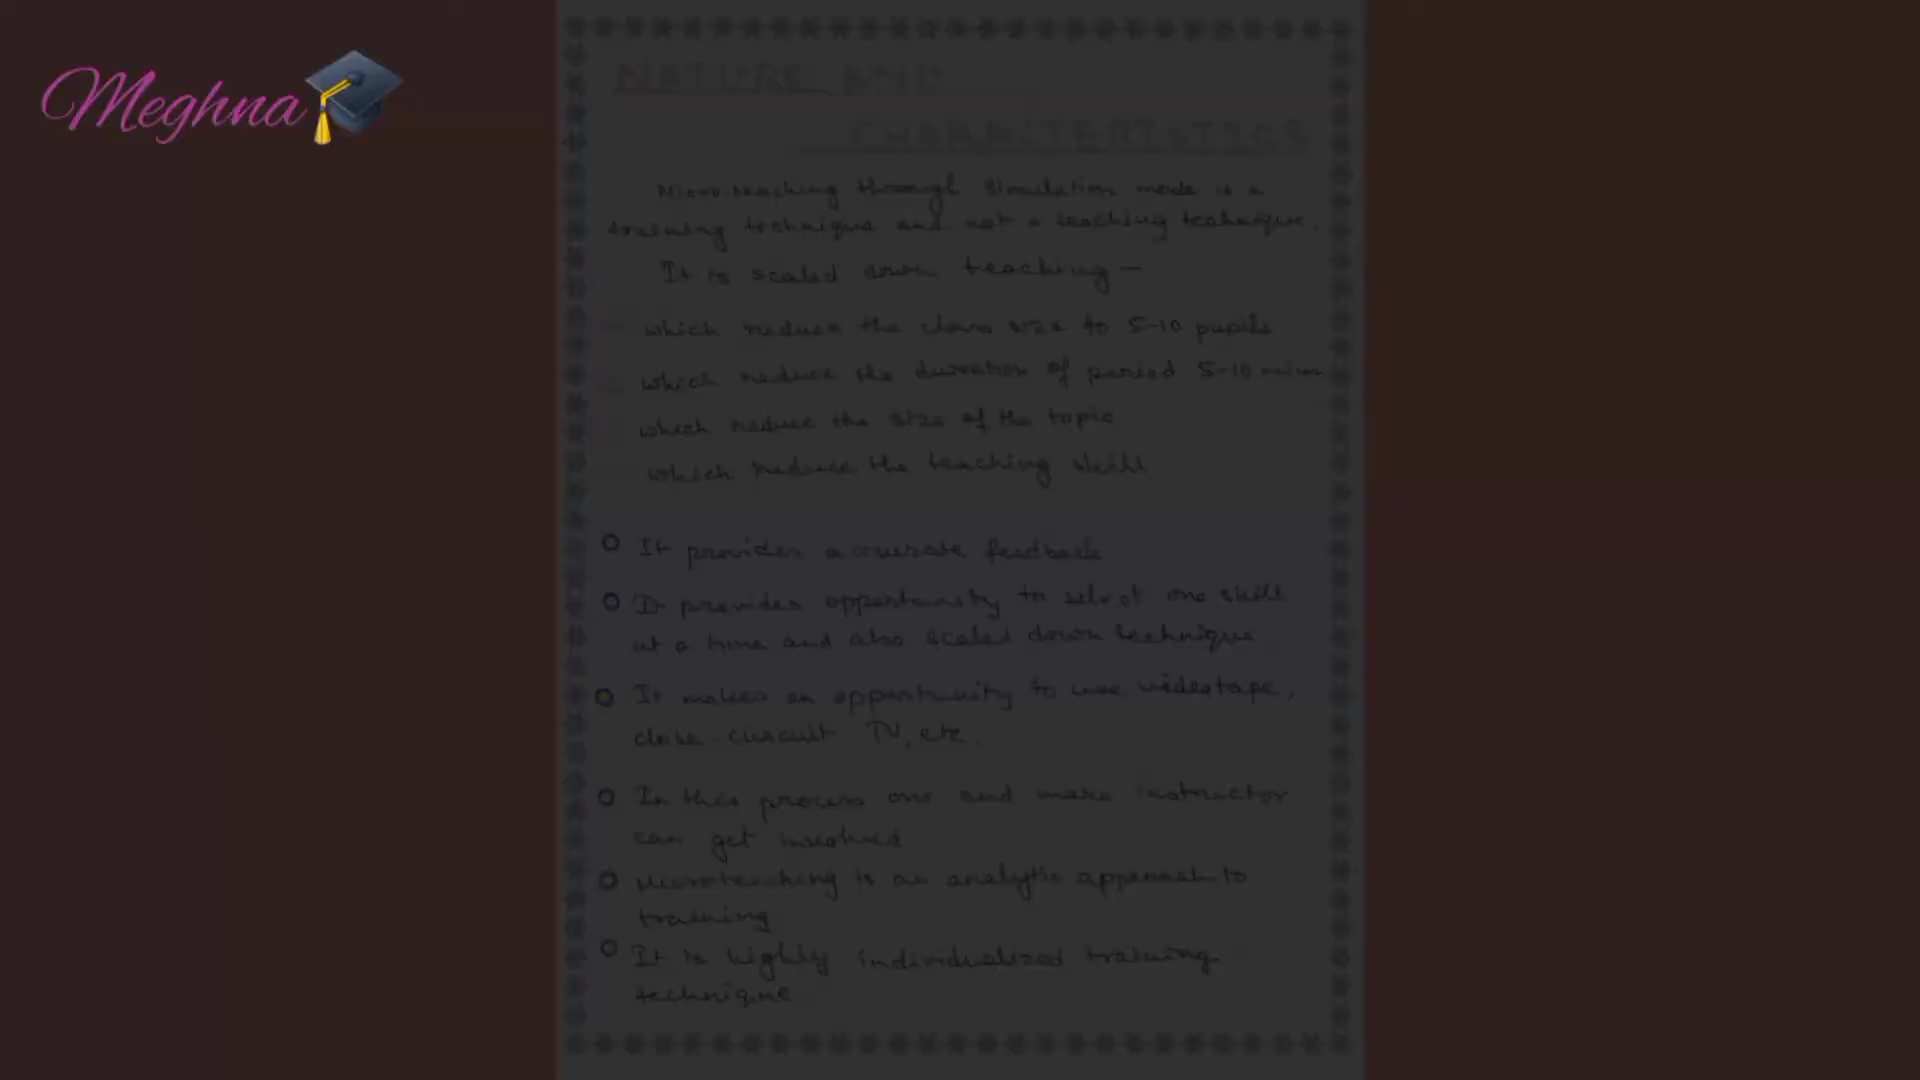 Meghna
NATURE AND
CHARACTERISTICS
Microteaching through simulation mode is a
training technique and not a teaching technique.
It is scaled down teaching —
which reduce the class size to 5-10 pupils
which reduce the duration of period 5-10 mins
which reduce the size of the topic
which reduce the teaching skill
It provides accurate feedback
It provides opportunity to select one skill
at a time and also scaled down technique
It makes an opportunity to use videotape,
close circuit TV, etc.
In this process one and more instructor
can get involved
Microteaching is an analytic approach to
training
It is highly individualized training
technique